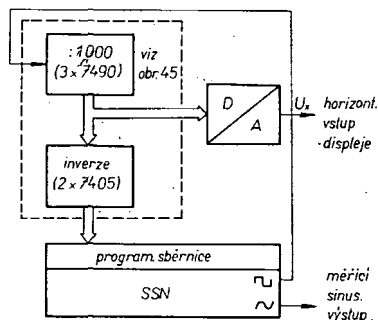 :1000
(3 x 7490)
viz
obr. 45
D
A
Ux
horizont.
vstup
displeje
inverze
(2 x 7405)
program. sběrnice
SSN
měřicí
sinus.
výstup